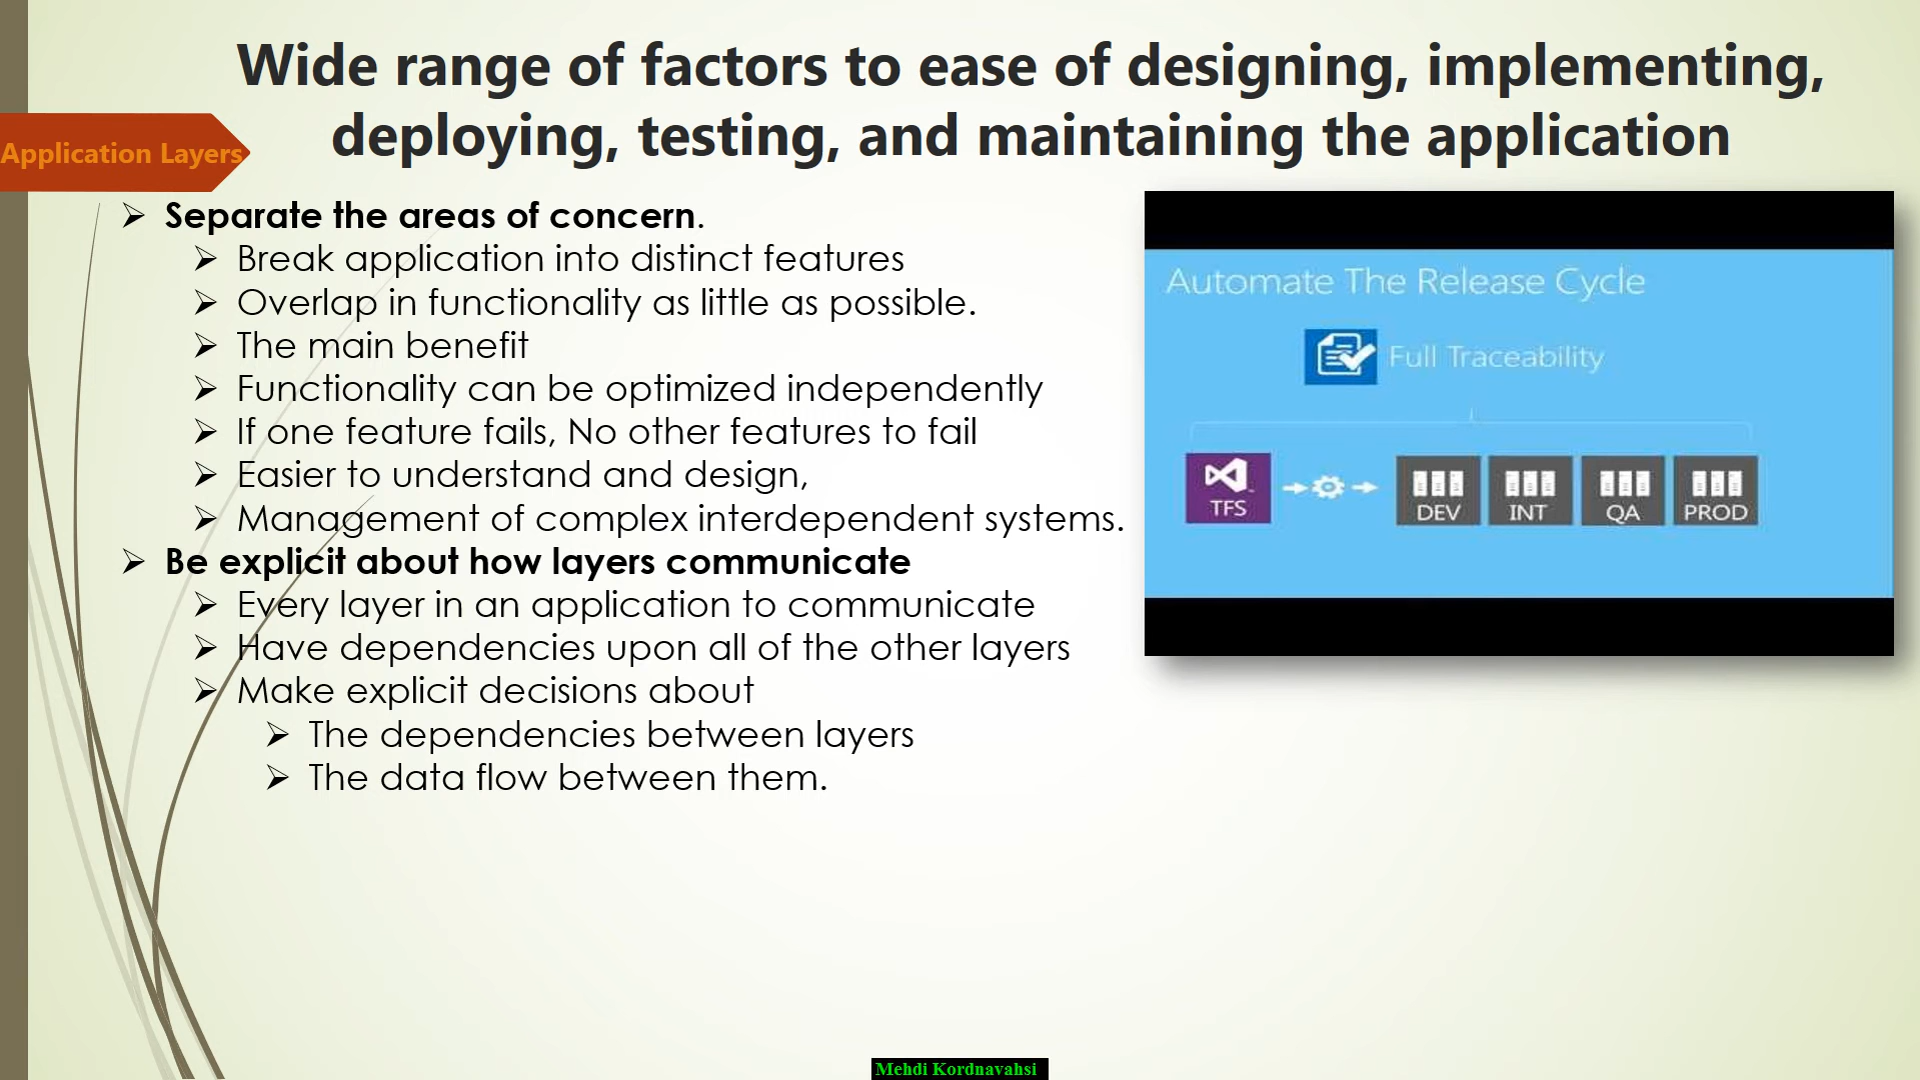 Wide range of factors to ease of designing, implementing,
deploying, testing, and maintaining the application
Application Layers
Separate the areas of concern.
Break application into distinct features
Overlap in functionality as little as possible.
The main benefit
Functionality can be optimized independently
If one feature fails, No other features to fail
Easier to understand and design,
Management of complex interdependent systems.
Be explicit about how layers communicate
Every layer in an application to communicate
Have dependencies upon all of the other layers
Make explicit decisions about
The dependencies between layers
The data flow between them.
Automate The Release Cycle
Full Traceability
TFS
DEV
INT
QA
PROD
Mehdi Kordnavahsi